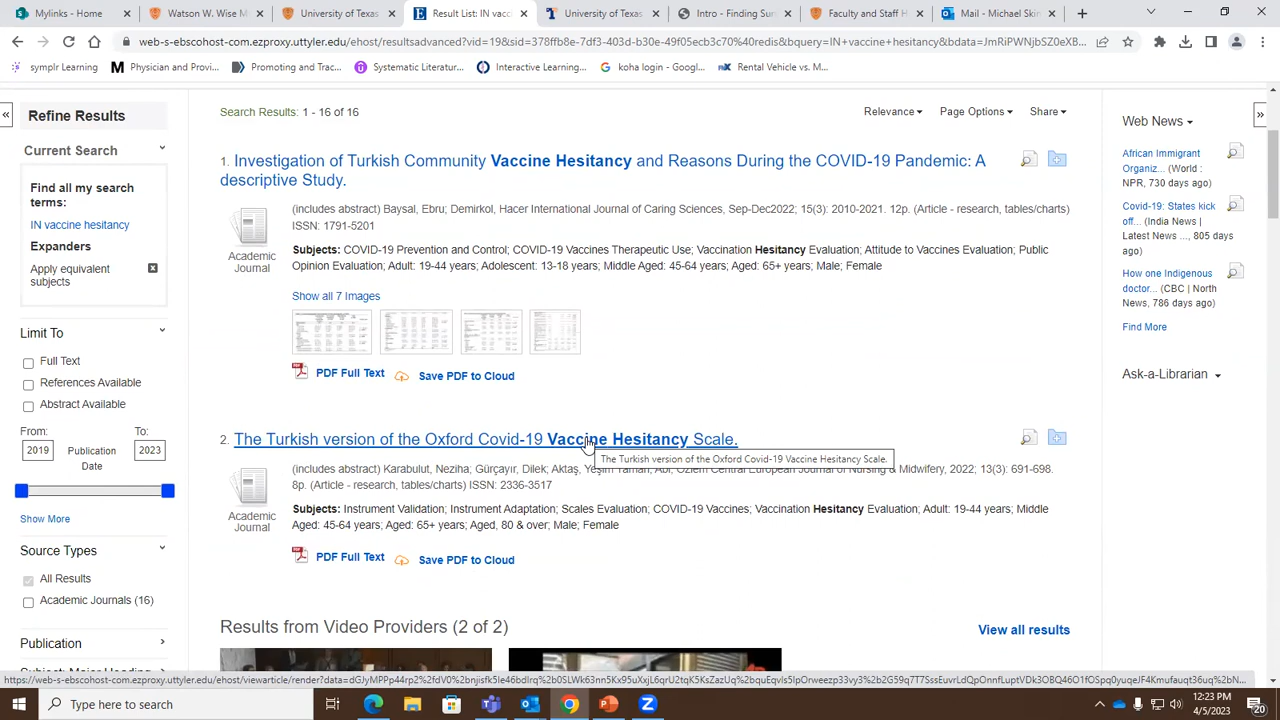 Mylinks - Home
Watson W. Wise M
University of Texas
Result List: IN vacci
University of Texas
Intro - Finding Sur
Faculty and Staff H
Mail - Michael Skin
web-s-ebscohost-com.ezproxy.uttyler.edu/ehost/resultsadvanced?vid=19&sid=378ffb8e-7df3-403d-b30e-49f05ecb3c70%40redis&bquery=IN+vaccine+hesitancy&bdata=JmRiPWNjbSZ0eXB...
symplr Learning
Physician and Provi...
Promoting and Trac...
Systematic Literatur...
Interactive Learning...
koha login - Googl...
Rental Vehicle vs. M...
Refine Results
Current Search
Find all my search
terms:
IN vaccine hesitancy
Expanders
Apply equivalent
subjects
Limit To
Full Text
References Available
Abstract Available
From:
To:
2019
Publication
Date
2023
Show More
Source Types
All Results
Academic Journals (16)
Publication
Subject: Major Heading
Search Results: 1 - 16 of 16
Relevance
Page Options
Share
1. Investigation of Turkish Community Vaccine Hesitancy and Reasons During the COVID-19 Pandemic: A
descriptive Study.
(includes abstract) Baysal, Ebru; Demirkol, Hacer International Journal of Caring Sciences, Sep-Dec2022; 15(3): 2010-2021. 12p. (Article - research, tables/charts)
ISSN: 1791-5201
Academic
Journal
Subjects: COVID-19 Prevention and Control; COVID-19 Vaccines Therapeutic Use; Vaccination Hesitancy Evaluation; Attitude to Vaccines Evaluation; Public
Opinion Evaluation; Adult: 19-44 years; Adolescent: 13-18 years; Middle Aged: 45-64 years; Aged: 65+ years; Male; Female
Show all 7 Images
PDF Full Text
Save PDF to Cloud
2. The Turkish version of the Oxford Covid-19 Vaccine Hesitancy Scale.
The Turkish version of the Oxford Covid-19 Vaccine Hesitancy Scale.
(includes abstract) Karabulut, Neziha; Gürçayır, Dilek; Aktaş, Yeşim Yaman; Abi, Özlem Central European Journal of Nursing & Midwifery, 2022; 13(3): 691-698.
8p. (Article - research, tables/charts) ISSN: 2336-3517
Academic
Journal
Subjects: Instrument Validation; Instrument Adaptation; Scales Evaluation; COVID-19 Vaccines; Vaccination Hesitancy Evaluation; Adult: 19-44 years; Middle
Aged: 45-64 years; Aged: 65+ years; Aged, 80 & over; Male; Female
PDF Full Text
Save PDF to Cloud
Results from Video Providers (2 of 2)
View all results
Web News
African Immigrant
Organiz... (World :
NPR, 730 days ago)
Covid-19: States kick
off... (India News |
Latest News ..., 805 days
ago)
How one Indigenous
doctor... (CBC | North
News, 786 days ago)
Find More
Ask-a-Librarian
Type here to search
12:23 PM
4/5/2023
20